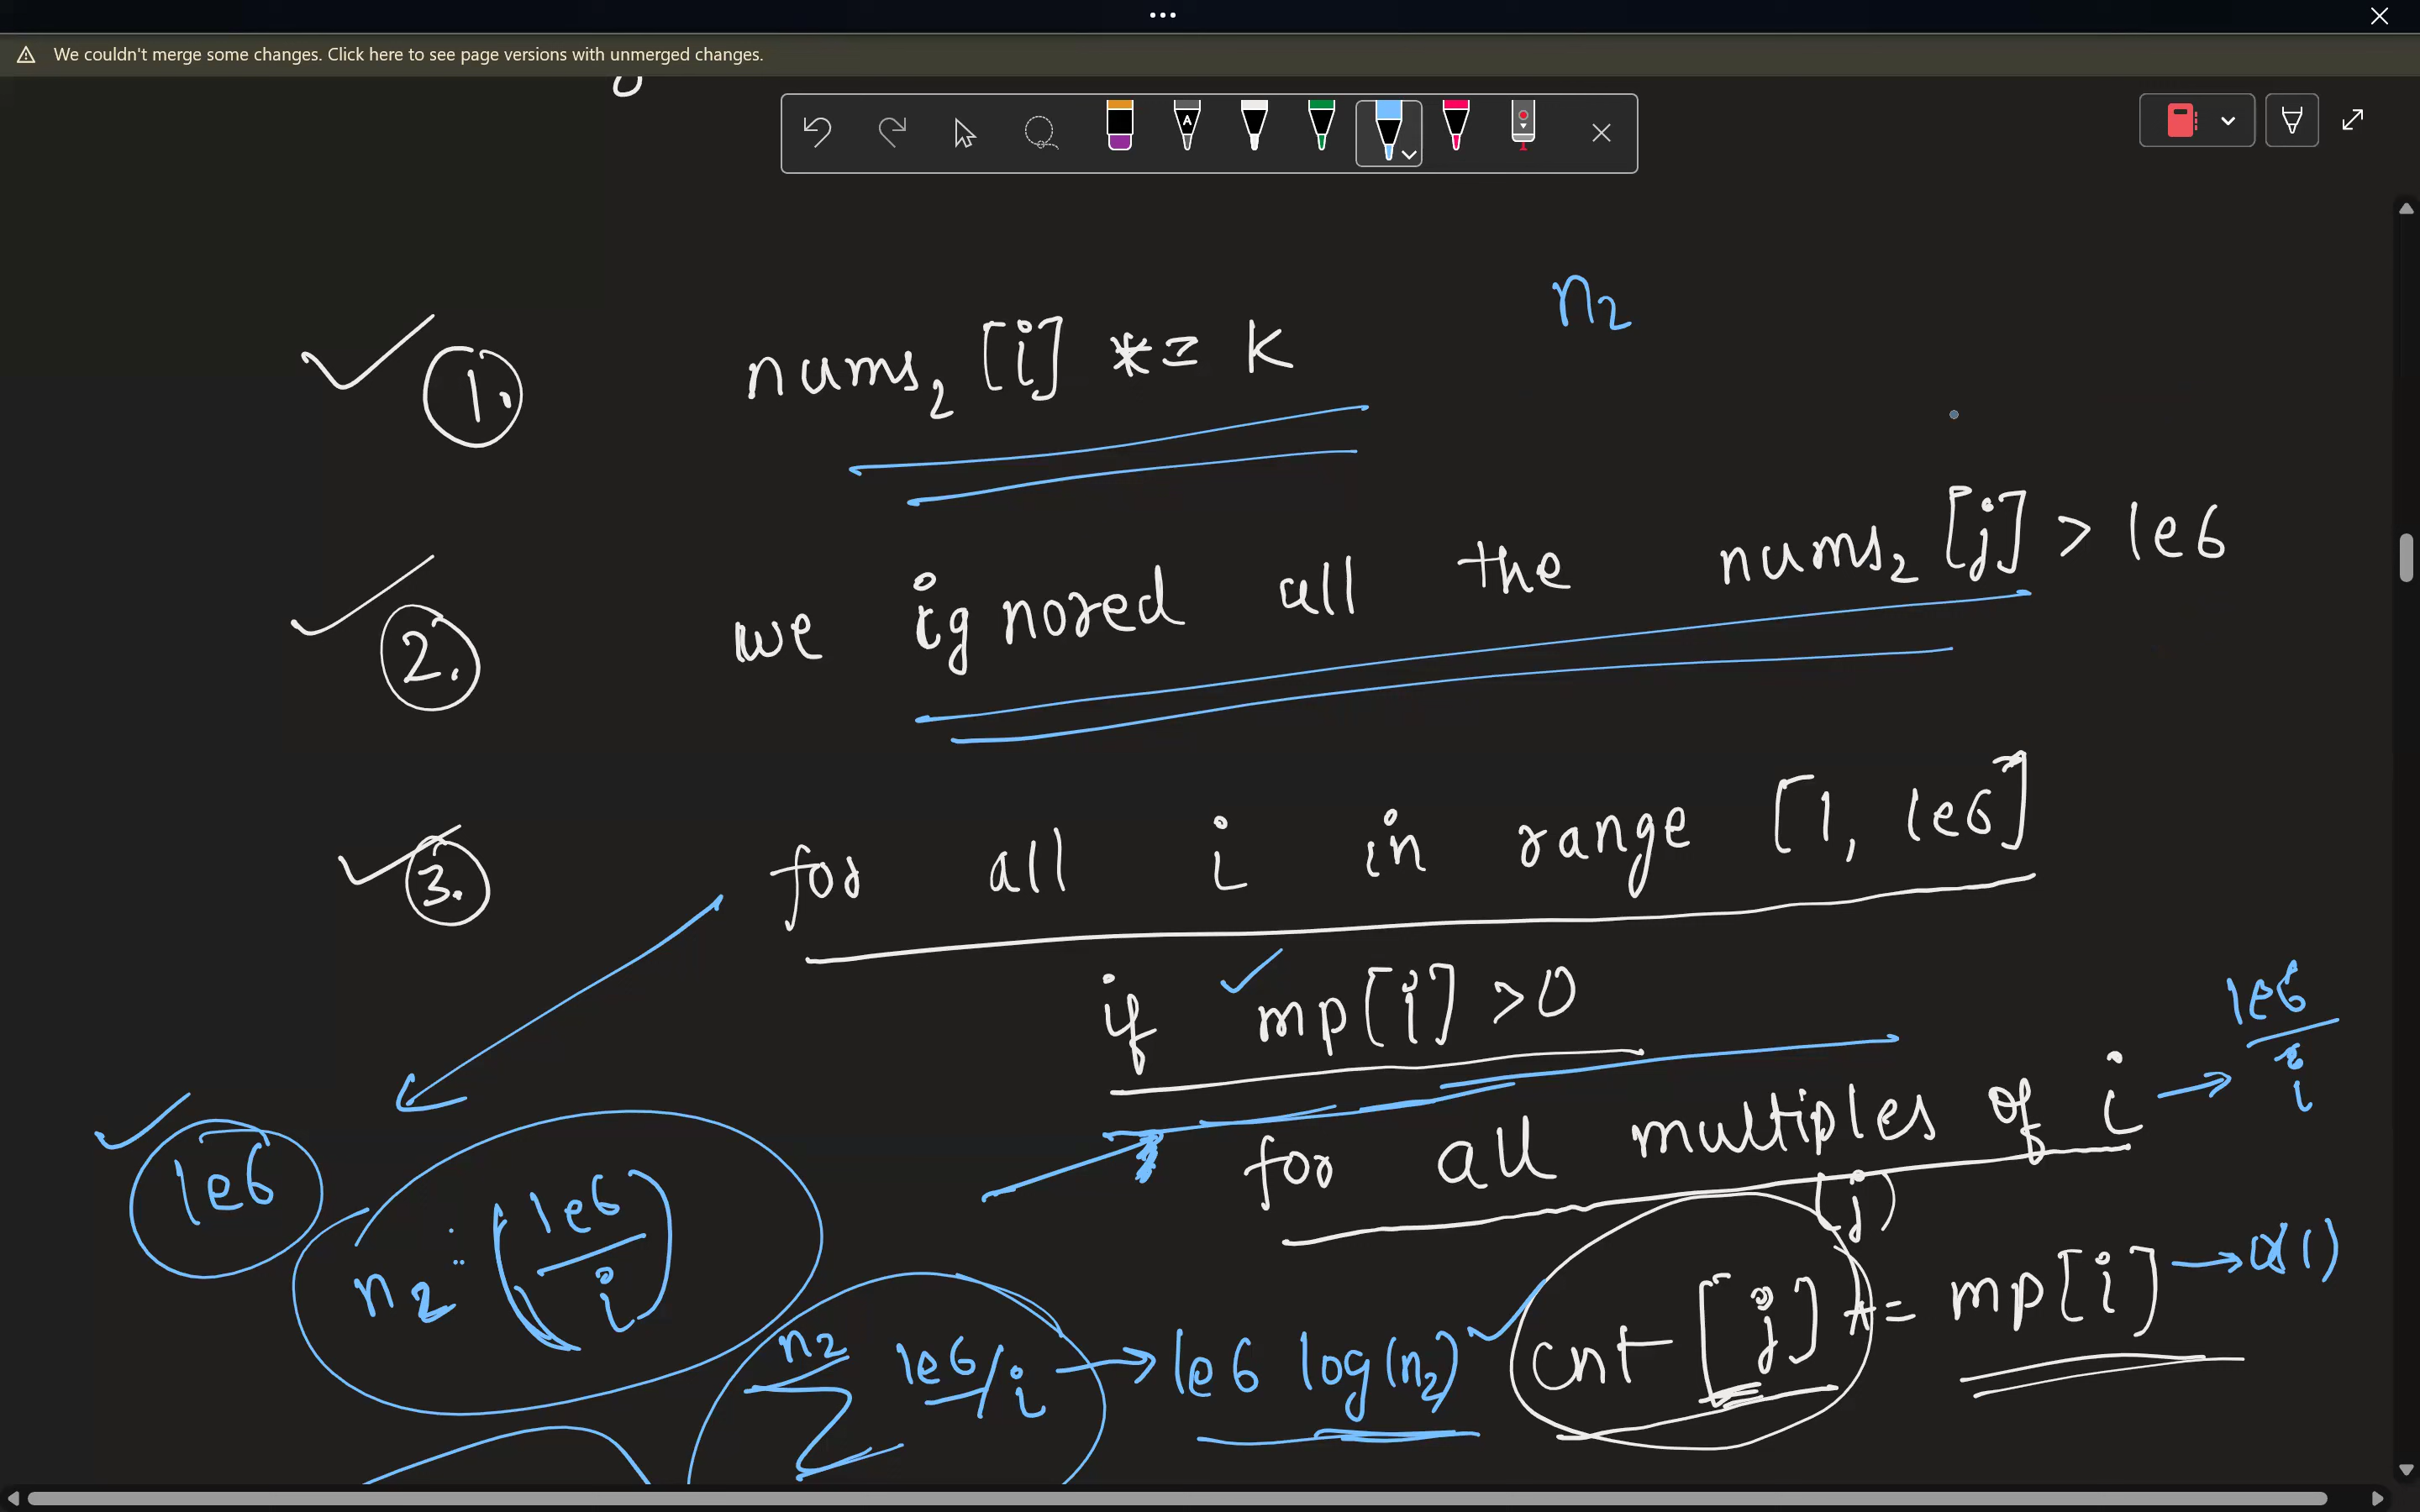 We couldn't merge some changes. Click here to see page versions with unmerged changes.
n2
1. nums2 [i] *= K
2. we ignored all the nums2 [j] > 1e6
3. for all i in range [1, 1e6]
if mp[i] > 0
for all multiples of i → 1e6 / i
(j)
cnt [j] += mp[i] → O(1)
1e6
n2 : (1e6 / i)
n2 Σ 1e6/i → 1e6 log(n2)